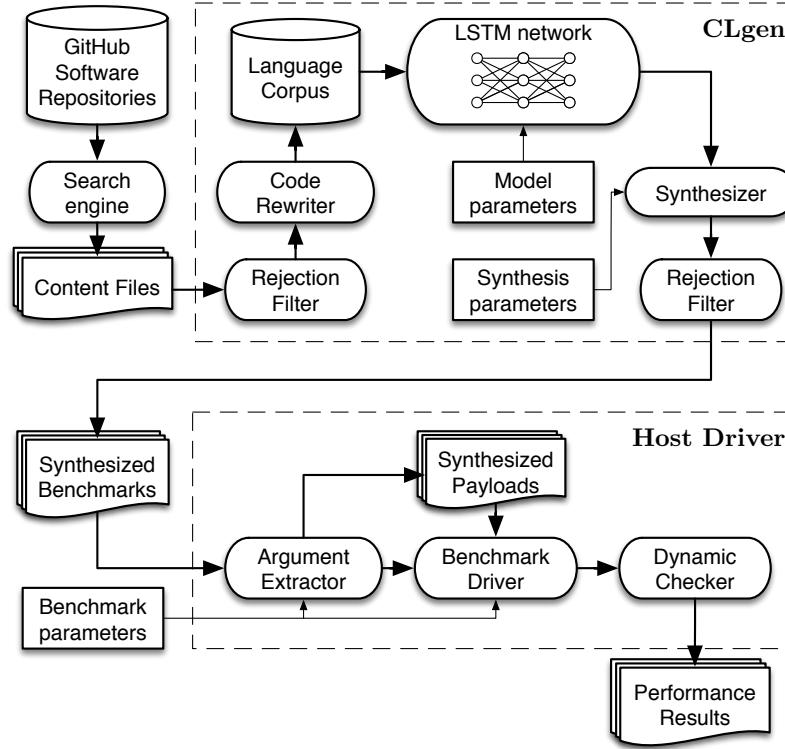 GitHub
Software
Repositories
Language
Corpus
LSTM network
CLgen
Search
engine
Code
Rewriter
Model
parameters
Synthesizer
Content Files
Rejection
Filter
Synthesis
parameters
Rejection
Filter
Host Driver
Synthesized
Benchmarks
Synthesized
Payloads
Argument
Extractor
Benchmark
Driver
Dynamic
Checker
Benchmark
parameters
Performance
Results